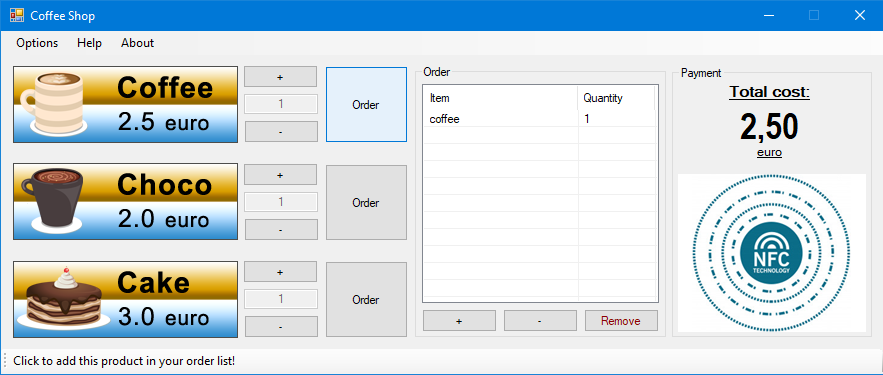 Coffee Shop
Options Help About
Coffee
2.5 euro
+
1
-
Order
Choco
2.0 euro
+
1
-
Order
Cake
3.0 euro
+
1
-
Order
Order
Item Quantity
coffee 1
+ - Remove
Payment
Total cost:
2,50
euro
NFC
TECHNOLOGY
Click to add this product in your order list!